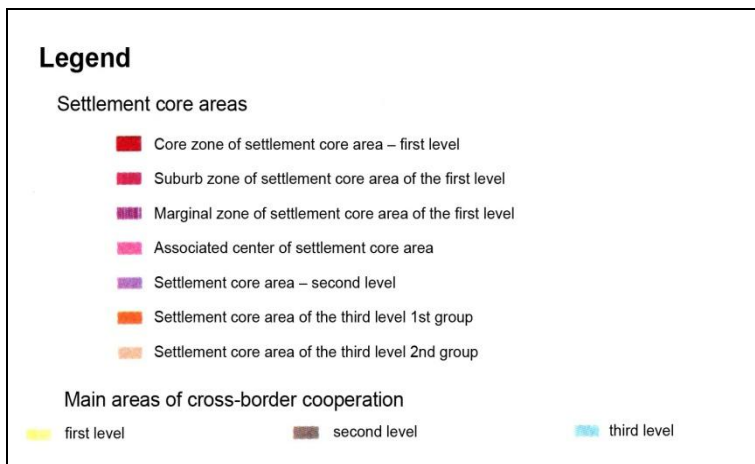 Legend
Settlement core areas
Core zone of settlement core area – first level
Suburb zone of settlement core area of the first level
Marginal zone of settlement core area of the first level
Associated center of settlement core area
Settlement core area – second level
Settlement core area of the third level 1st group
Settlement core area of the third level 2nd group
Main areas of cross-border cooperation
first level second level third level